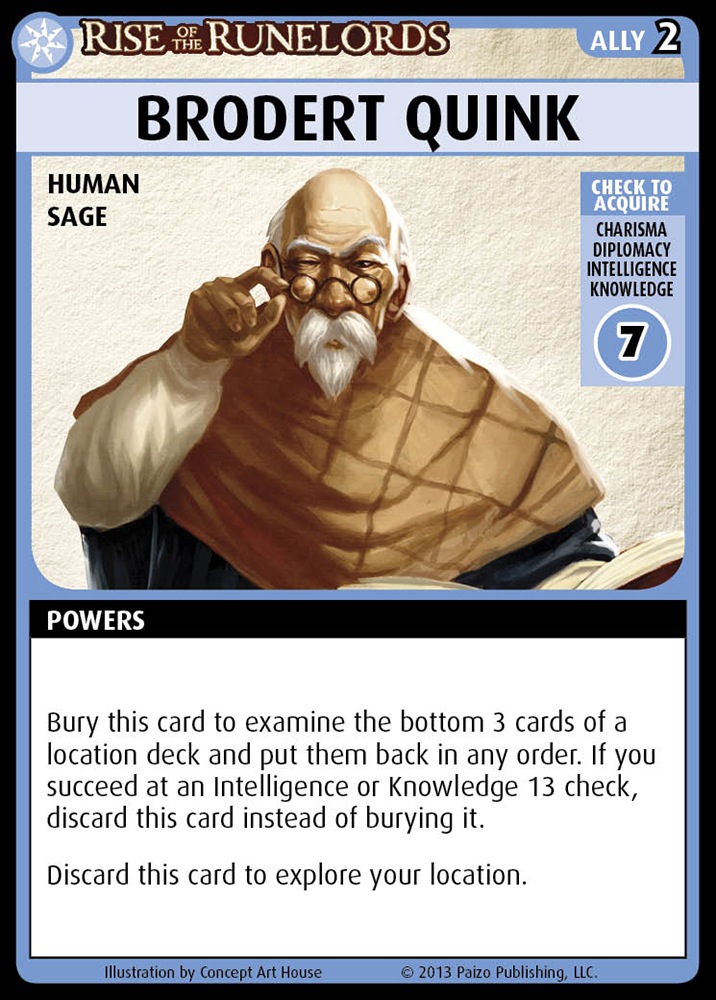 RISE OF THE RUNELORDS
ALLY 2
BRODERT QUINK
HUMAN
SAGE
CHECK TO
ACQUIRE
CHARISMA
DIPLOMACY
INTELLIGENCE
KNOWLEDGE
7
POWERS
Bury this card to examine the bottom 3 cards of a
location deck and put them back in any order. If you
succeed at an Intelligence or Knowledge 13 check,
discard this card instead of burying it.
Discard this card to explore your location.
Illustration by Concept Art House
© 2013 Paizo Publishing, LLC.